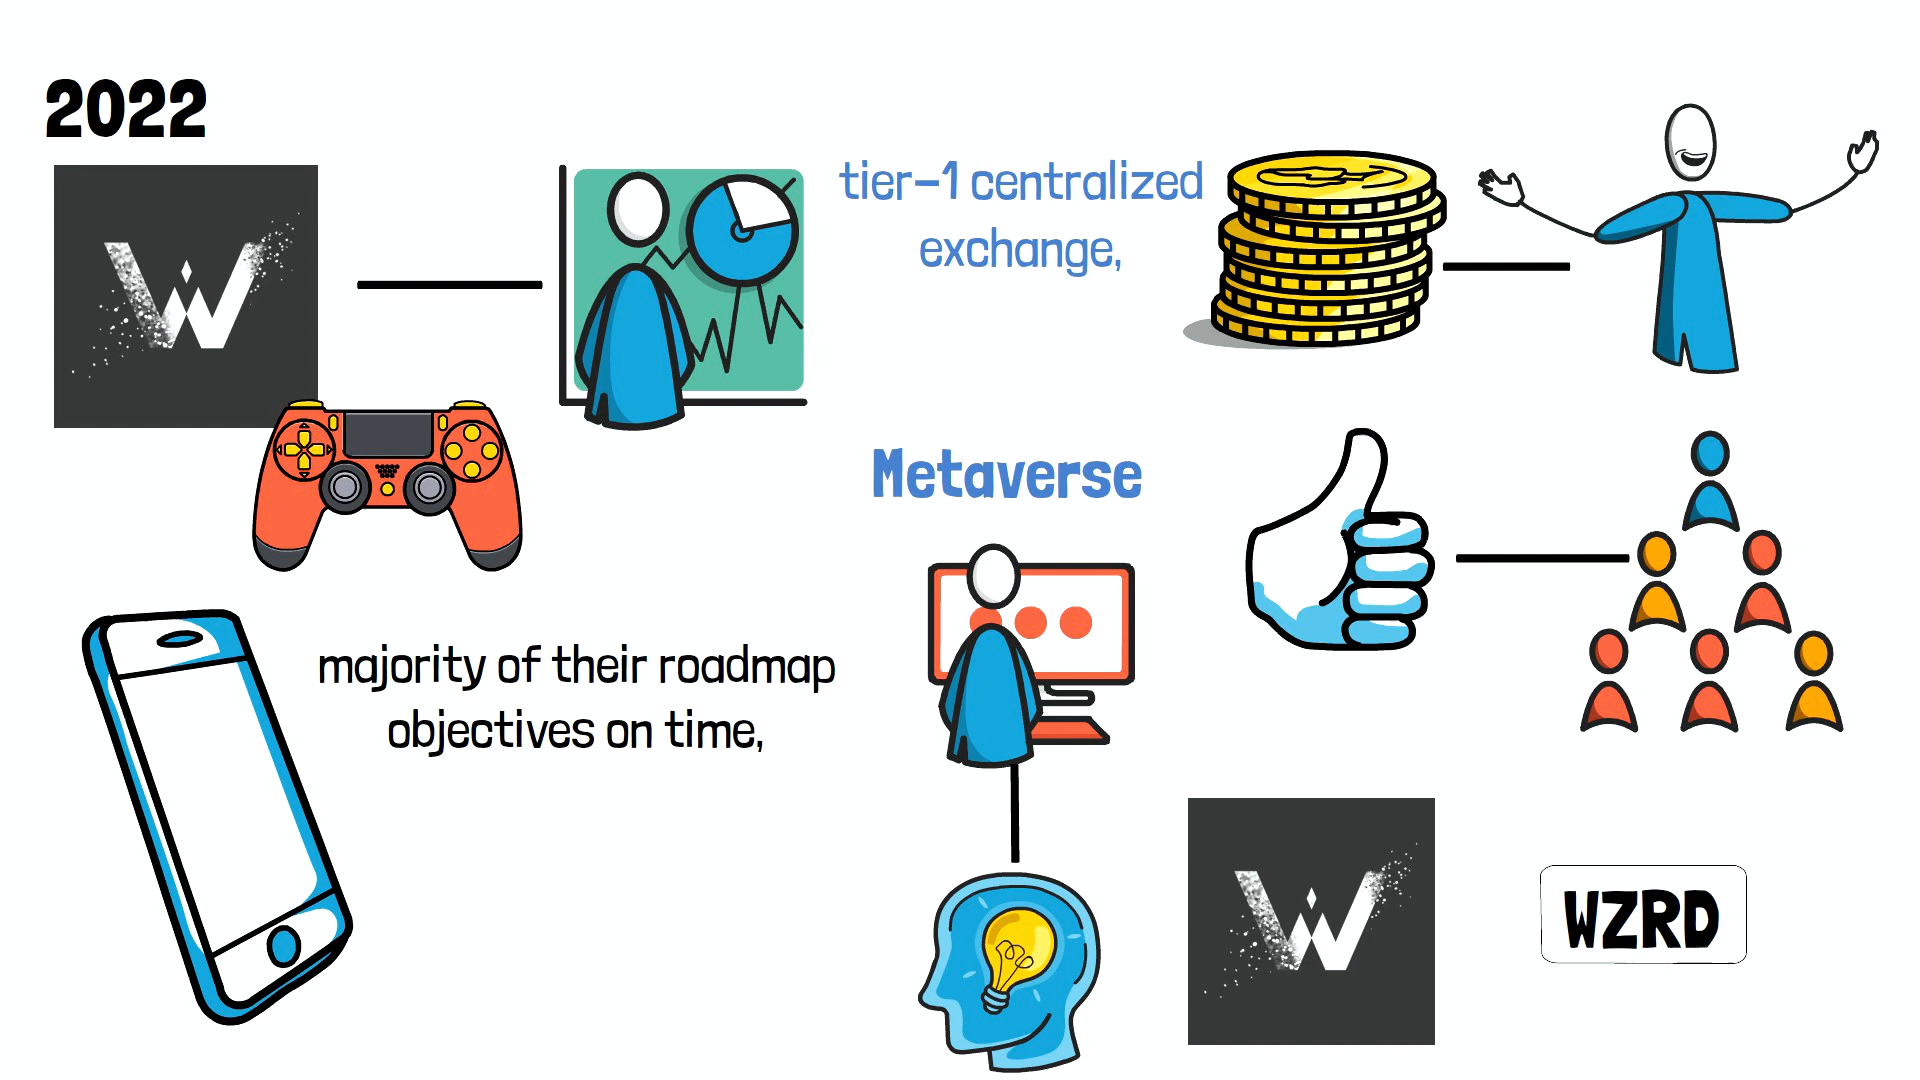 2022
tier-1 centralized
exchange,
Metaverse
majority of their roadmap
objectives on time,
WZRD